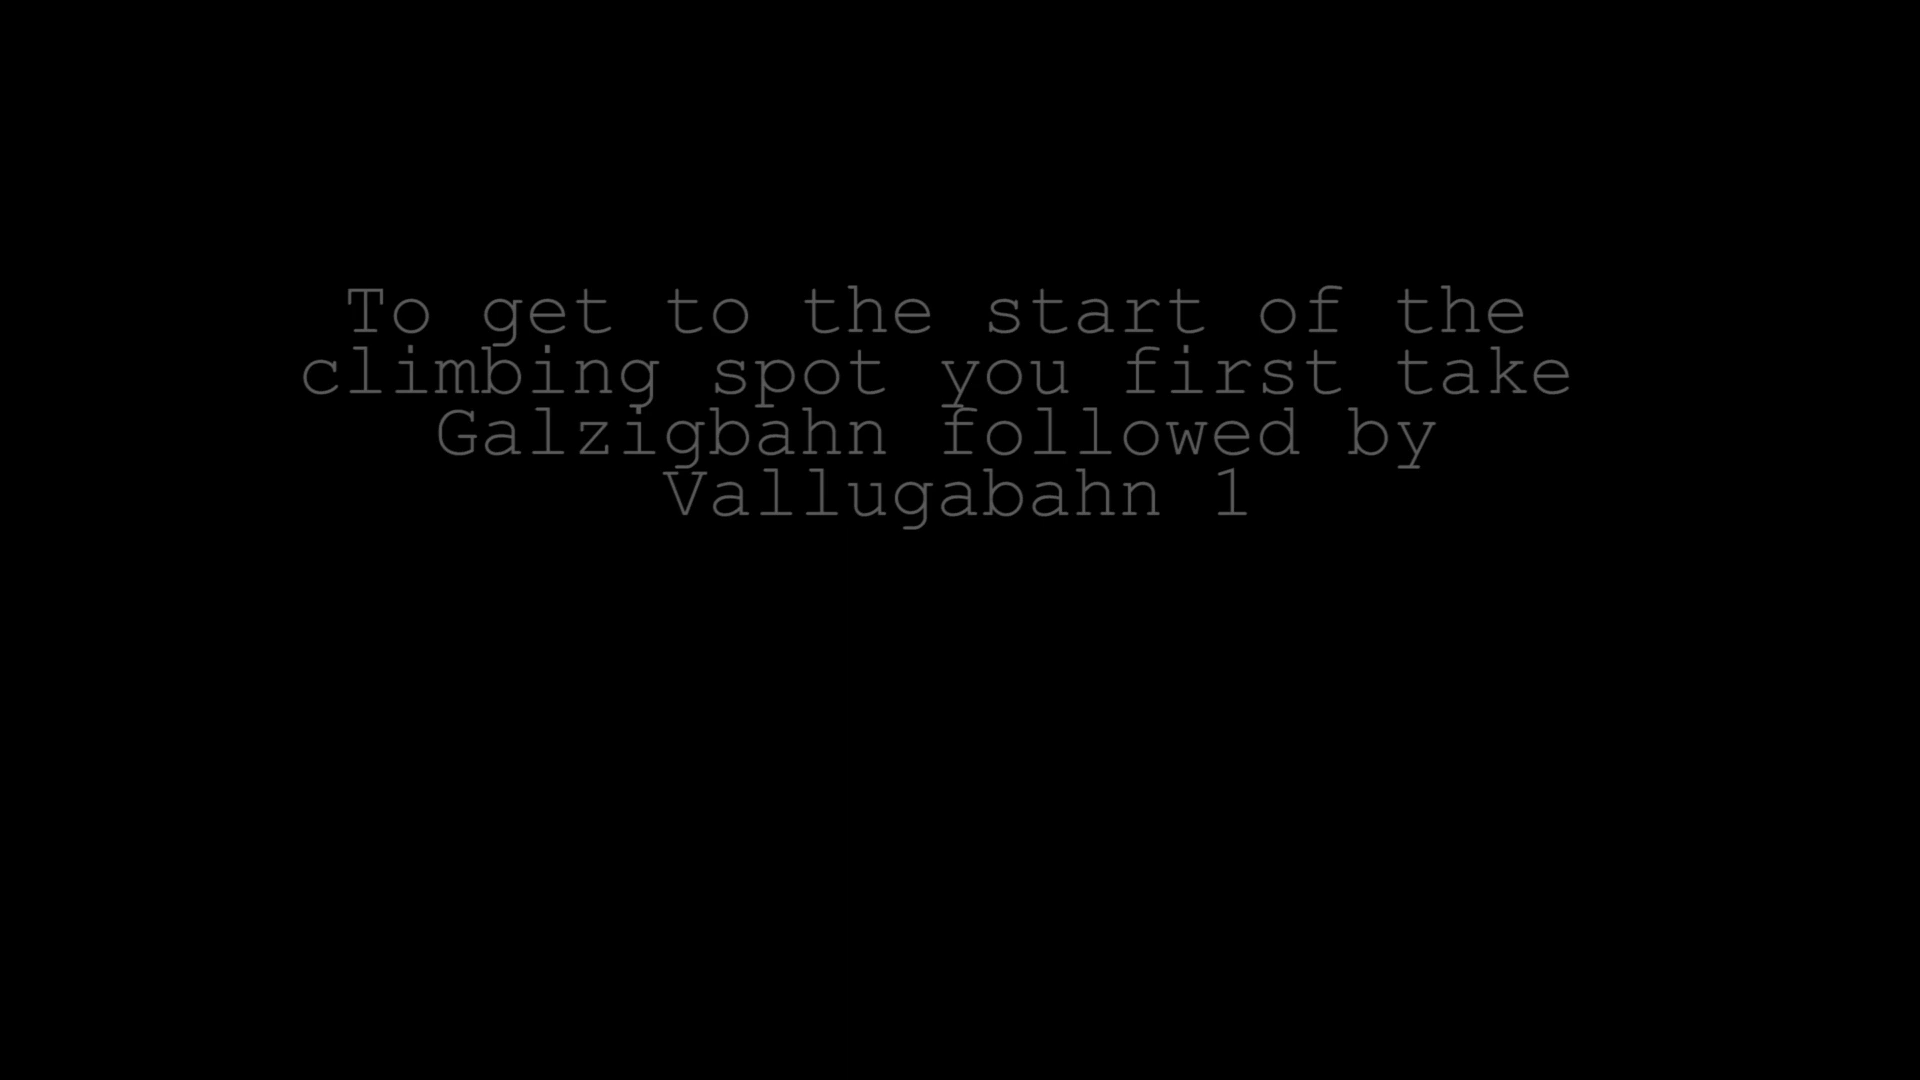 To get to the start of the
climbing spot you first take
Galzigbahn followed by
Vallugabahn 1